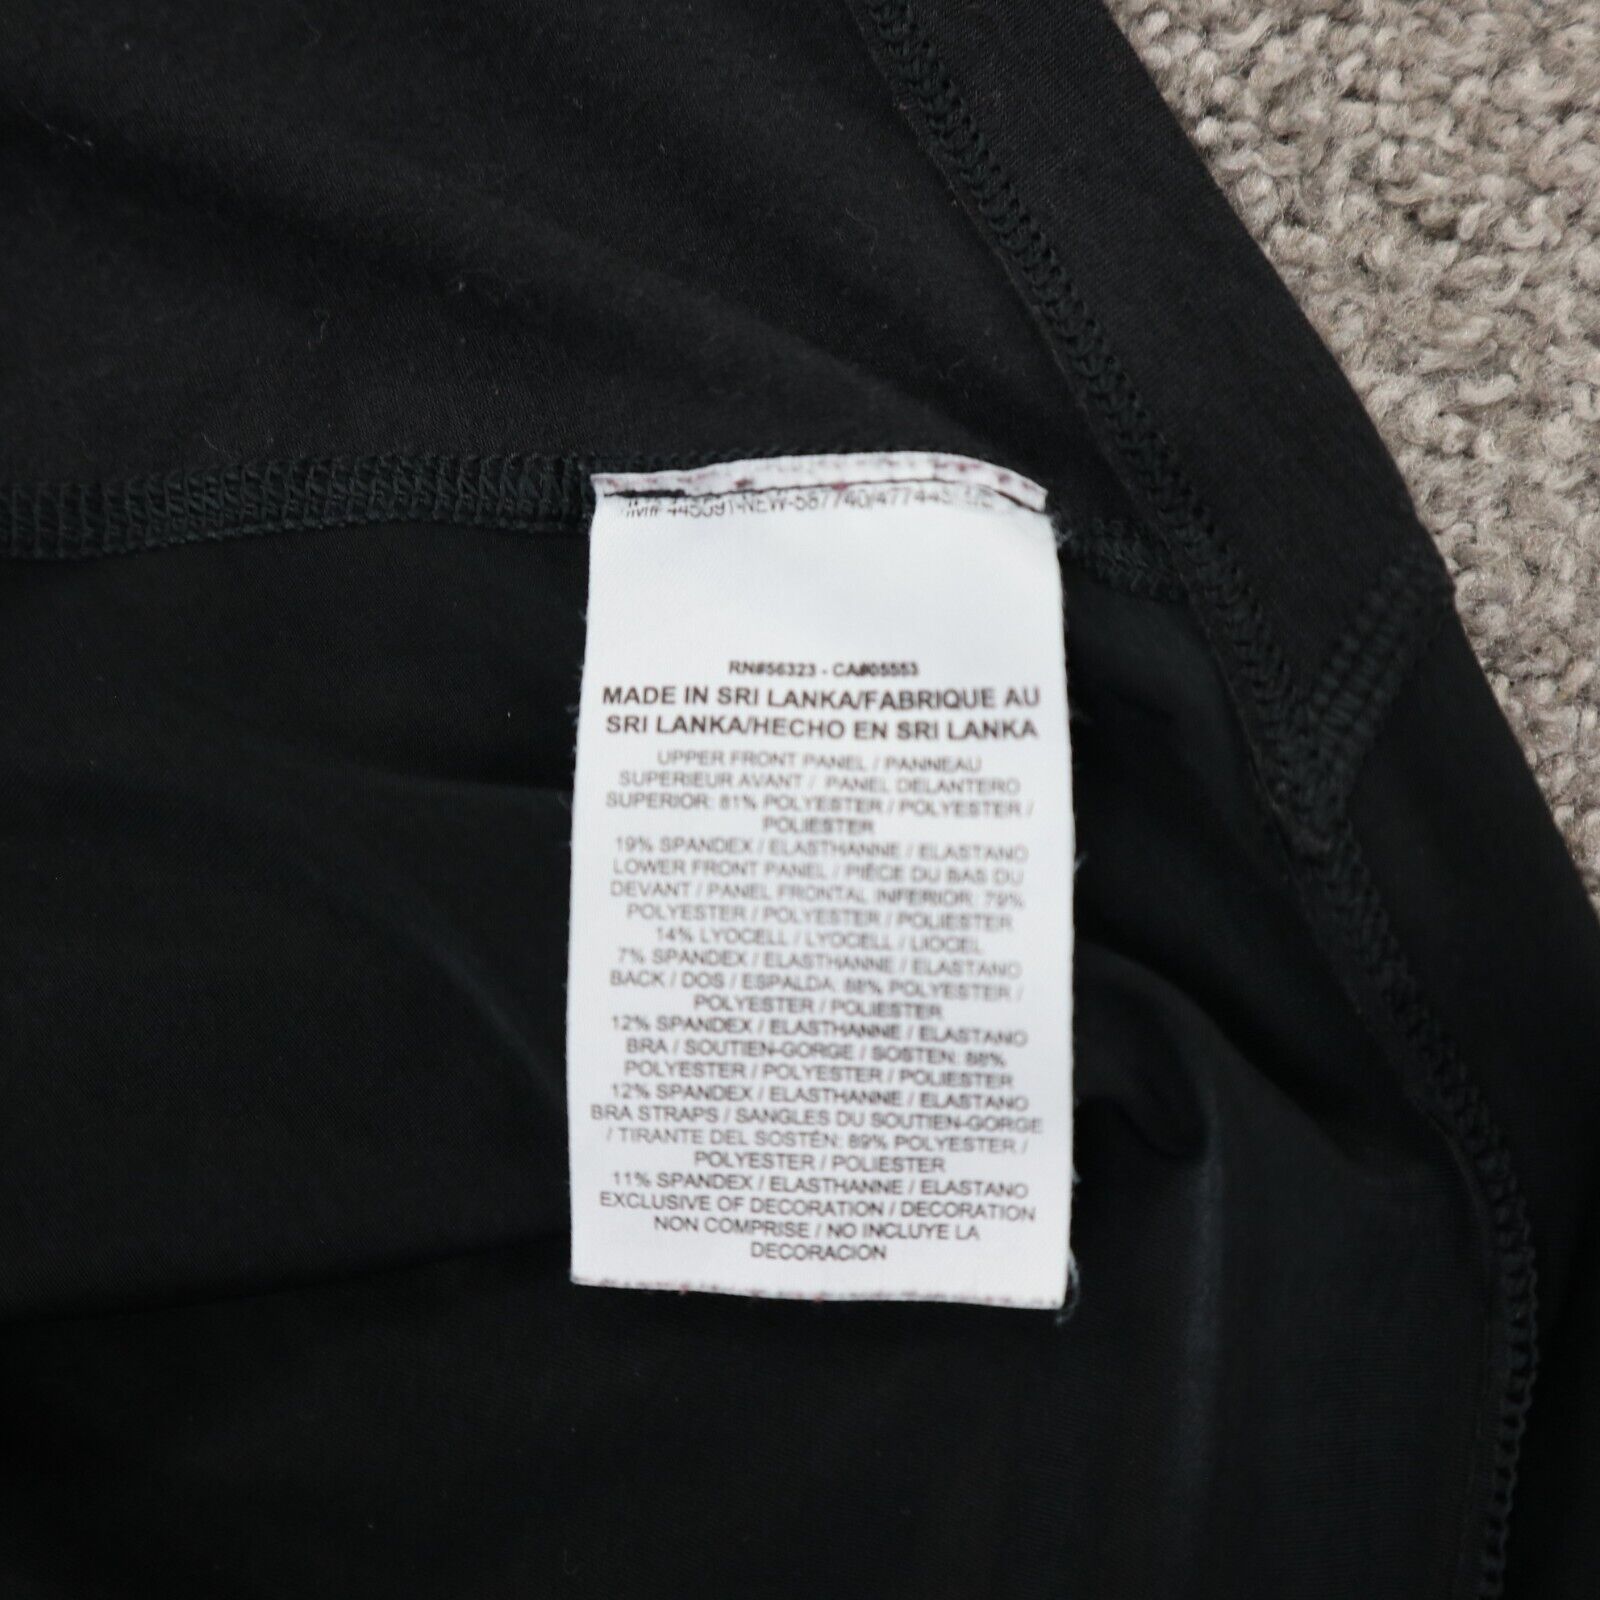 445591-NEW-587740/477445
RN#56323 - CA#05553
MADE IN SRI LANKA/FABRIQUE AU
SRI LANKA/HECHO EN SRI LANKA
UPPER FRONT PANEL / PANNEAU
SUPERIEUR AVANT / PANEL DELANTERO
SUPERIOR: 81% POLYESTER / POLYESTER /
POLIESTER
19% SPANDEX / ELASTHANNE / ELASTANO
LOWER FRONT PANEL / PIÈCE DU BAS DU
DEVANT / PANEL FRONTAL INFERIOR: 79%
POLYESTER / POLYESTER / POLIESTER
14% LYOCELL / LYOCELL / LIOCEL
7% SPANDEX / ELASTHANNE / ELASTANO
BACK / DOS / ESPALDA: 88% POLYESTER /
POLYESTER / POLIESTER
12% SPANDEX / ELASTHANNE / ELASTANO
BRA / SOUTIEN-GORGE / SOSTEN: 88%
POLYESTER / POLYESTER / POLIESTER
12% SPANDEX / ELASTHANNE / ELASTANO
BRA STRAPS / SANGLES DU SOUTIEN-GORGE
/ TIRANTE DEL SOSTÉN: 89% POLYESTER /
POLYESTER / POLIESTER
11% SPANDEX / ELASTHANNE / ELASTANO
EXCLUSIVE OF DECORATION / DECORATION
NON COMPRISE / NO INCLUYE LA
DECORACION